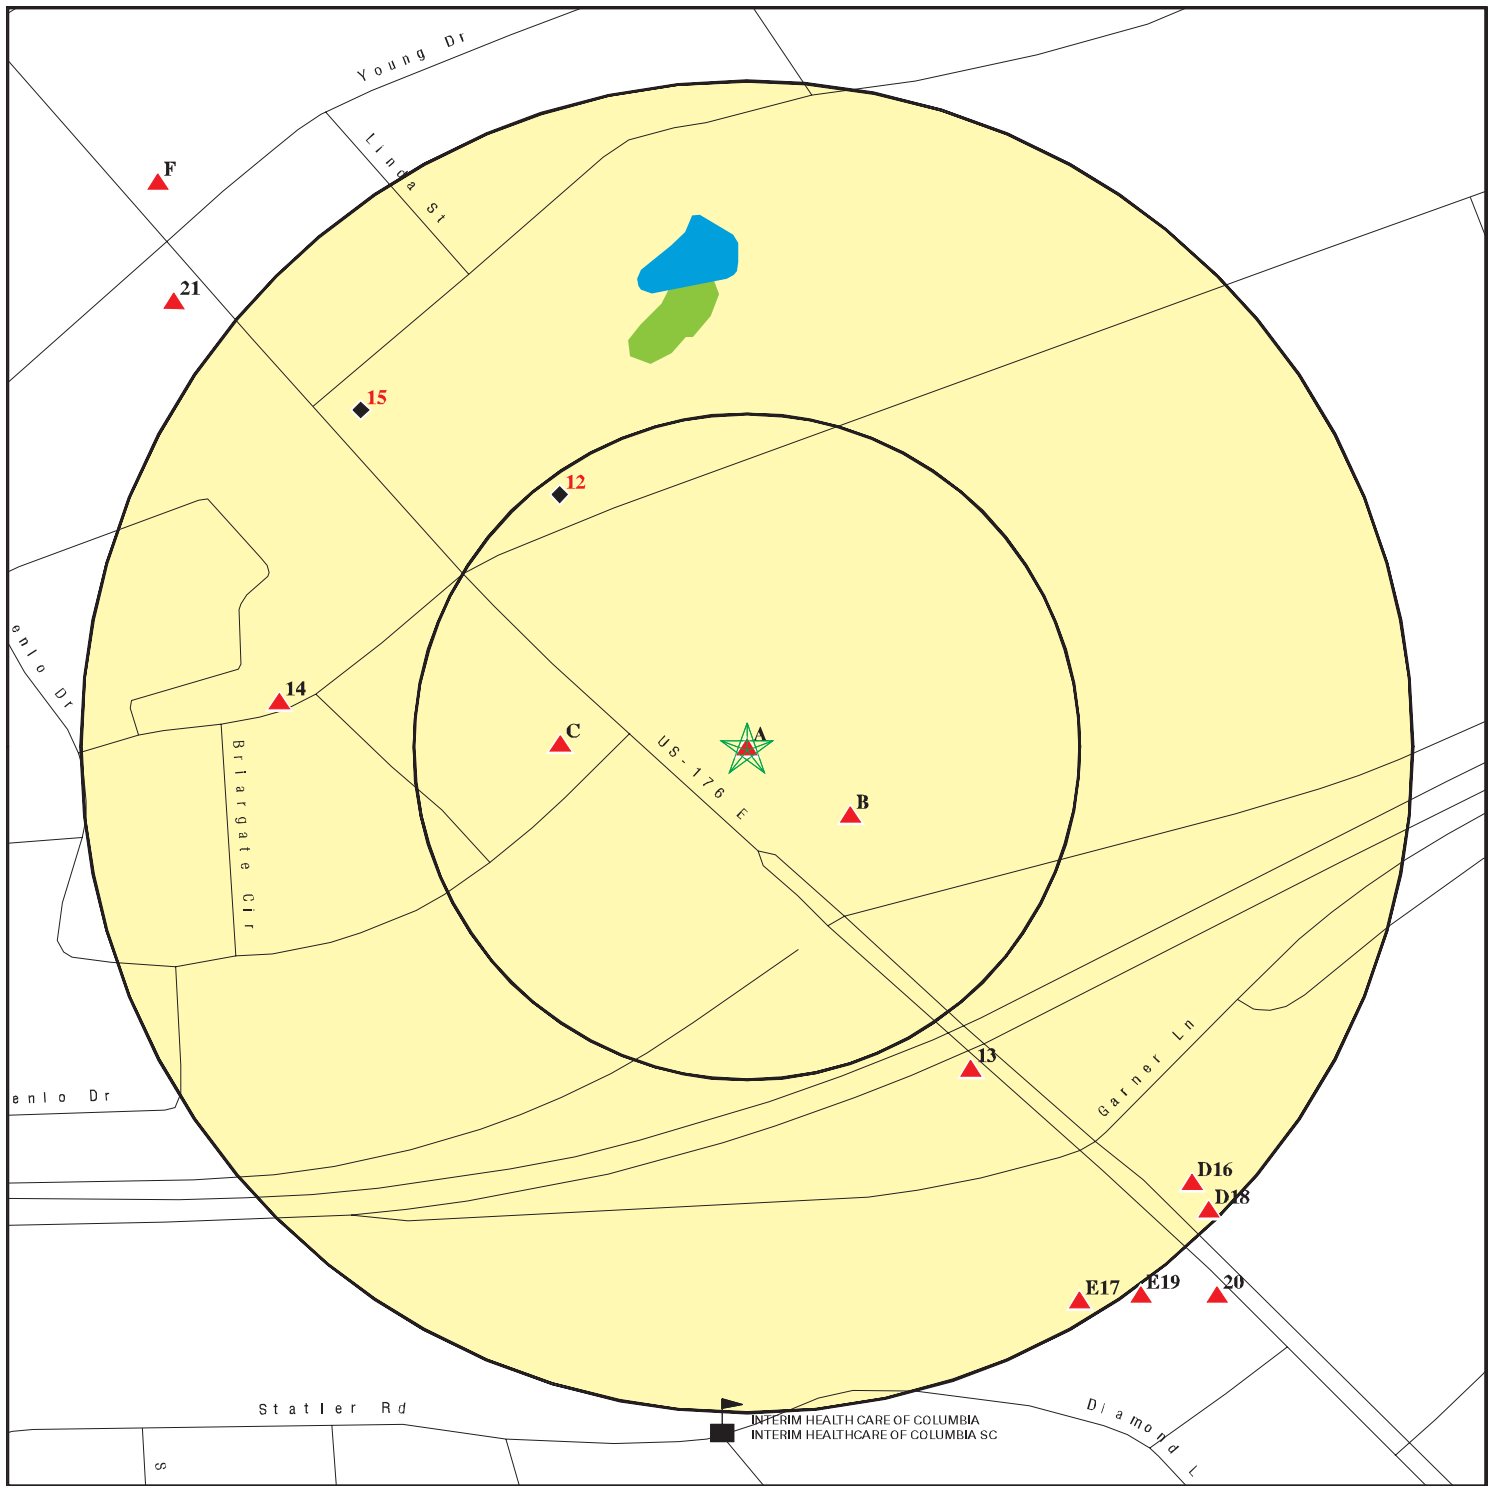 Young Dr
Linda St
F
21
15
12
enlo Dr
14
C
A
US-176 E
B
Briargate Cir
13
Garner Ln
enlo Dr
D16
D18
E17
E19
20
Statler Rd
INTERIM HEALTH CARE OF COLUMBIA
INTERIM HEALTHCARE OF COLUMBIA SC
Diamond L
S